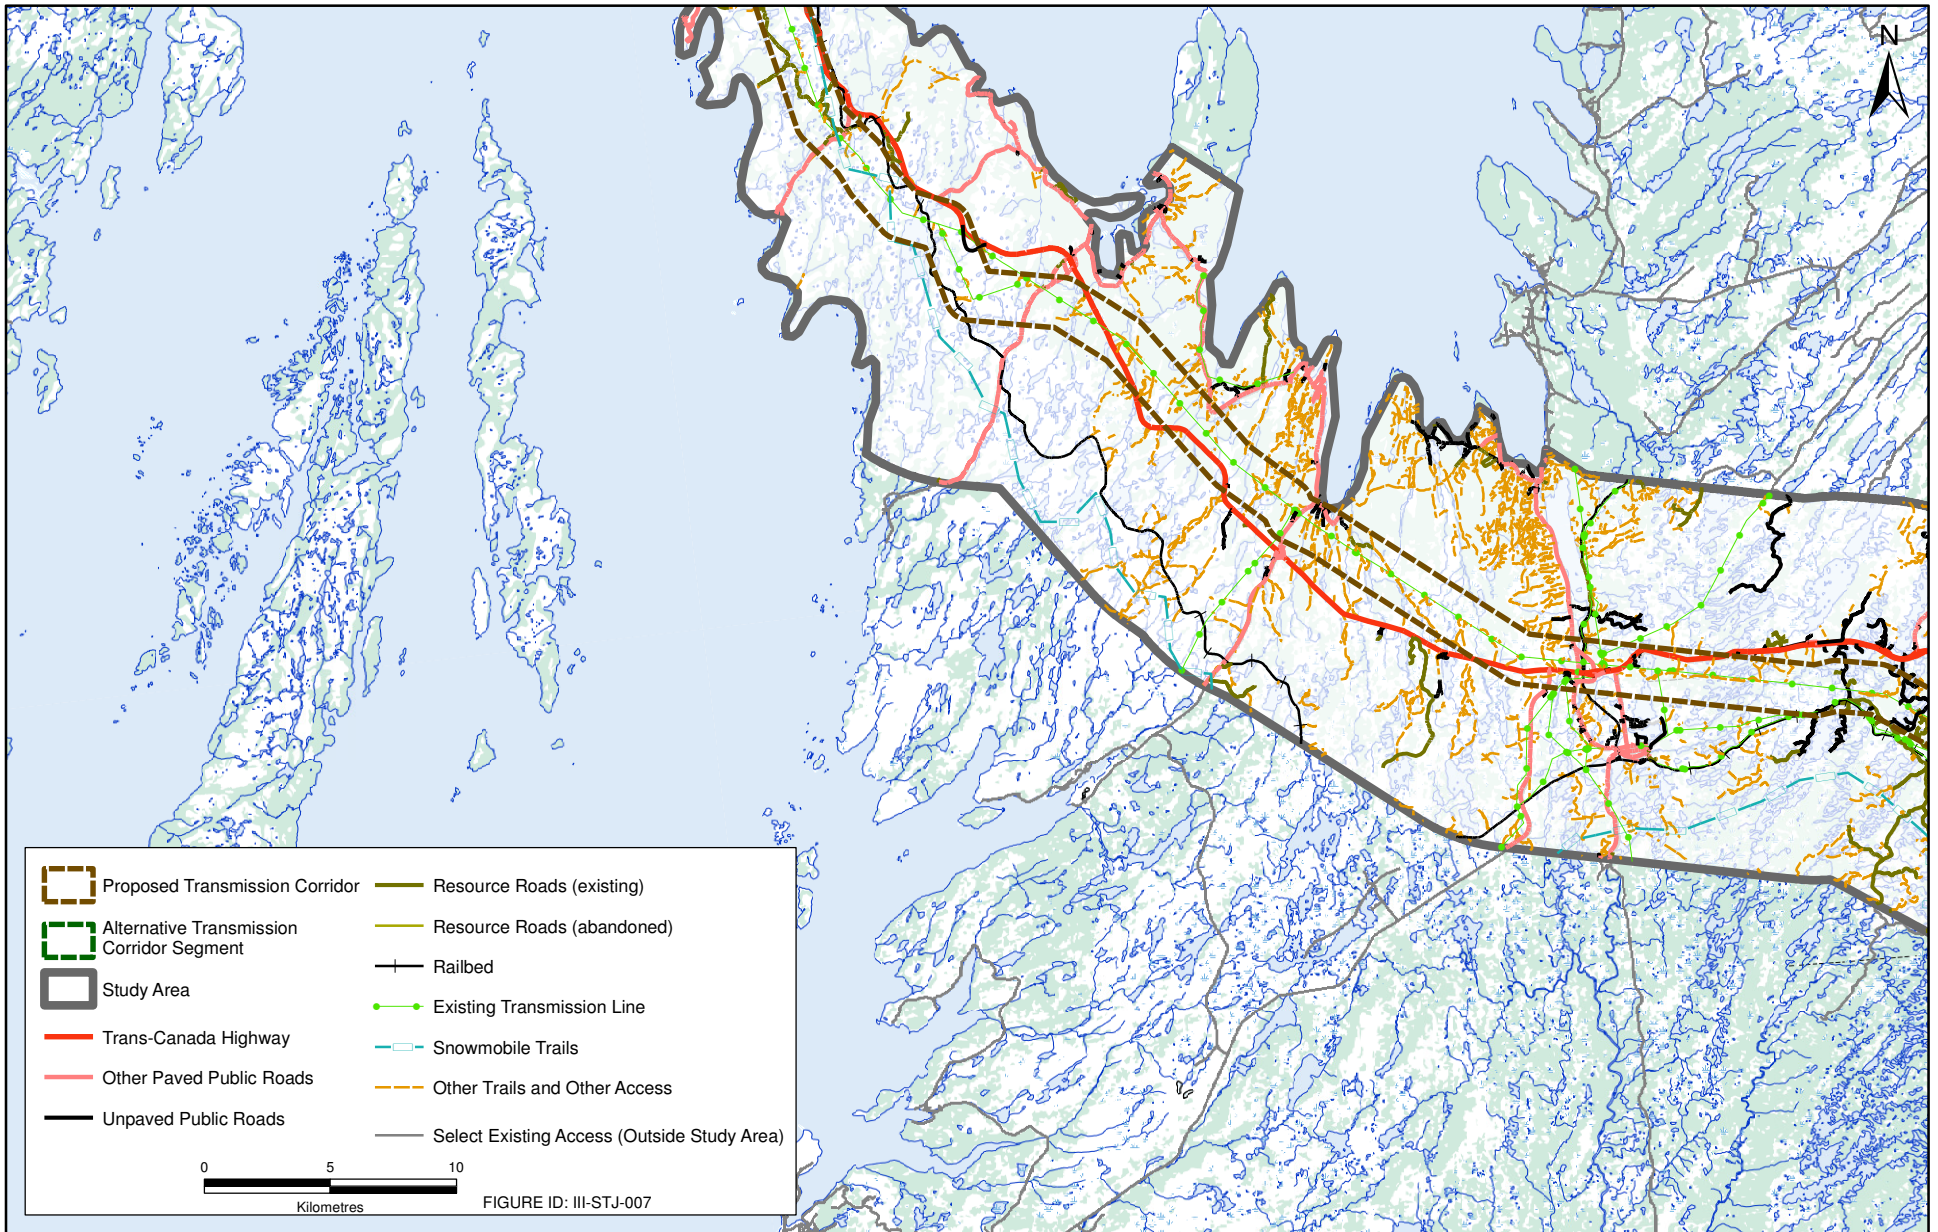 N
Proposed Transmission Corridor
Alternative Transmission
Corridor Segment
Study Area
Trans-Canada Highway
Other Paved Public Roads
Unpaved Public Roads
Resource Roads (existing)
Resource Roads (abandoned)
Railbed
Existing Transmission Line
Snowmobile Trails
Other Trails and Other Access
Select Existing Access (Outside Study Area)
0 5 10
Kilometres
FIGURE ID: III-STJ-007